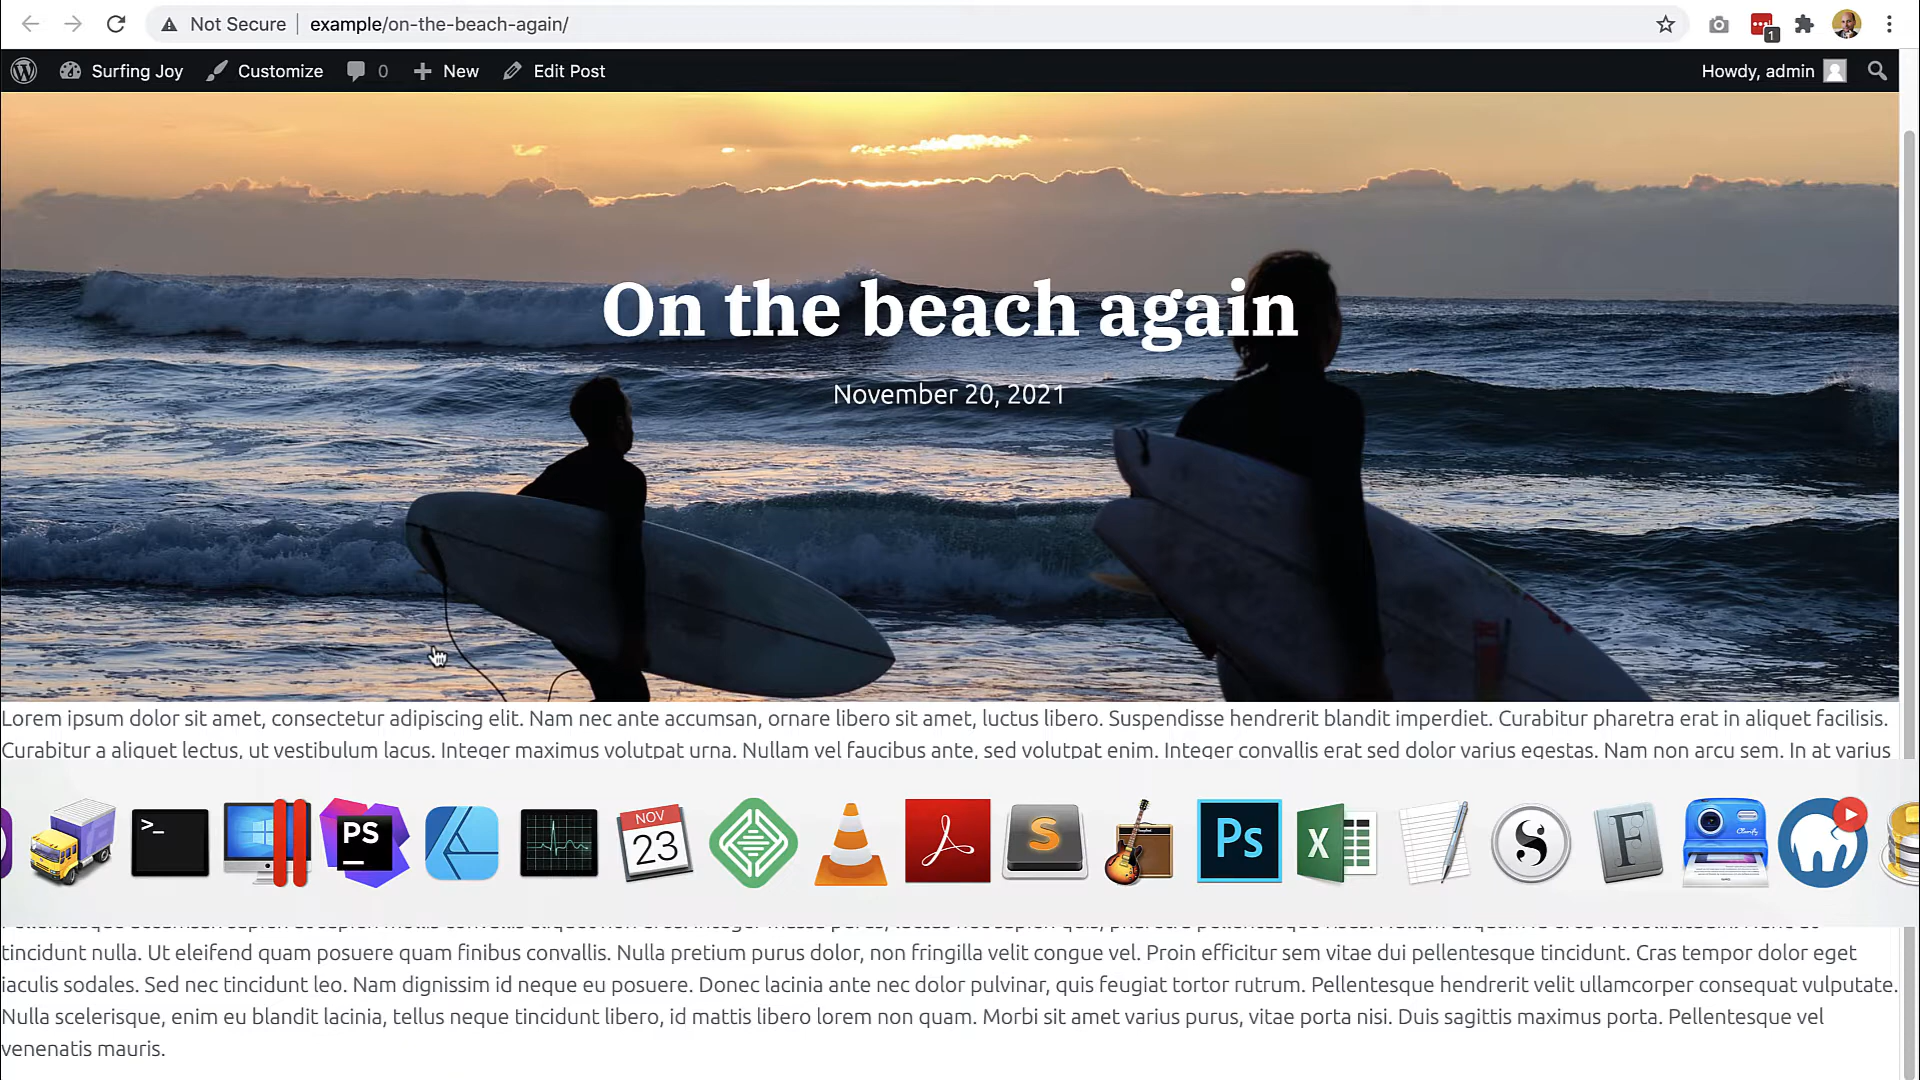 Not Secure example/on-the-beach-again/
1
Surfing Joy Customize 0 New Edit Post Howdy, admin
On the beach again
November 20, 2021
Lorem ipsum dolor sit amet, consectetur adipiscing elit. Nam nec ante accumsan, ornare libero sit amet, luctus libero. Suspendisse hendrerit blandit imperdiet. Curabitur pharetra erat in aliquet facilisis.
Curabitur a aliquet lectus, ut vestibulum lacus. Integer maximus volutpat urna. Nullam vel faucibus ante, sed volutpat enim. Integer convallis erat sed dolor varius egestas. Nam non arcu sem. In at varius
>_
PS
NOV
23
S
Ps
X
S
F
Clarify
tincidunt nulla. Ut eleifend quam posuere quam finibus convallis. Nulla pretium purus dolor, non fringilla velit congue vel. Proin efficitur sem vitae dui pellentesque tincidunt. Cras tempor dolor eget
iaculis sodales. Sed nec tincidunt leo. Nam dignissim id neque eu posuere. Donec lacinia ante nec dolor pulvinar, quis feugiat tortor rutrum. Pellentesque hendrerit velit ullamcorper consequat vulputate.
Nulla scelerisque, enim eu blandit lacinia, tellus neque tincidunt libero, id mattis libero lorem non quam. Morbi sit amet varius purus, vitae porta nisi. Duis sagittis maximus porta. Pellentesque vel
venenatis mauris.